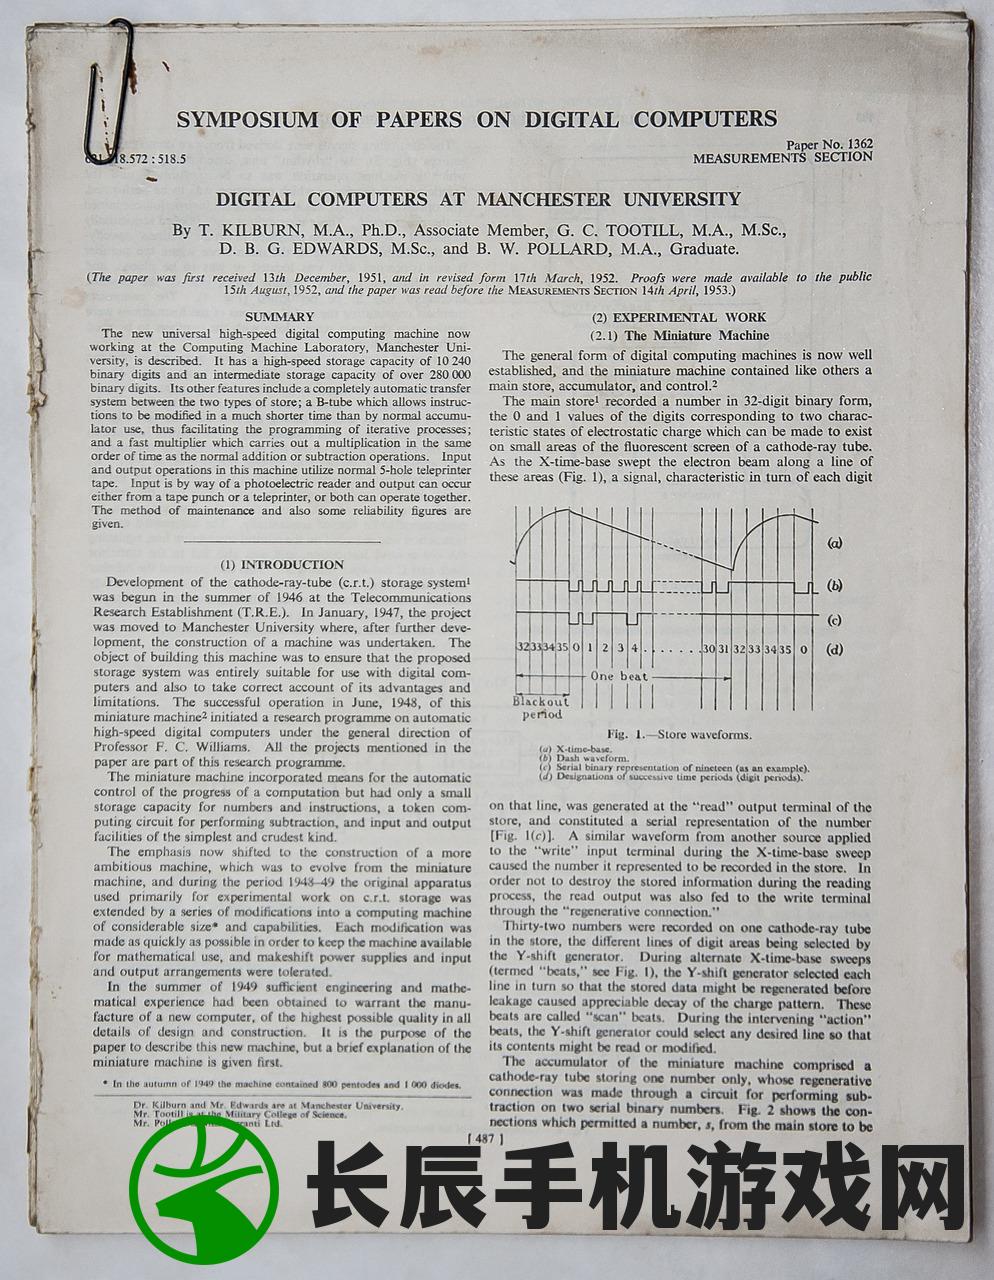 SYMPOSIUM OF PAPERS ON DIGITAL COMPUTERS
18.572 : 518.5
Paper No. 1362
MEASUREMENTS SECTION
DIGITAL COMPUTERS AT MANCHESTER UNIVERSITY
By T. KILBURN, M.A., Ph.D., Associate Member, G. C. TOOTILL, M.A., M.Sc.,
D. B. G. EDWARDS, M.Sc., and B. W. POLLARD, M.A., Graduate.
(The paper was first received 13th December, 1951, and in revised form 17th March, 1952. Proofs were made available to the public
15th August, 1952, and the paper was read before the MEASUREMENTS SECTION 14th April, 1953.)
SUMMARY
The new universal high-speed digital computing machine now
working at the Computing Machine Laboratory, Manchester Uni-
versity, is described. It has a high-speed storage capacity of 10 240
binary digits and an intermediate storage capacity of over 280 000
binary digits. Its other features include a completely automatic transfer
system between the two types of store; a B-tube which allows instruc-
tions to be modified in a much shorter time than by normal accumu-
lator use, thus facilitating the programming of iterative processes;
and a fast multiplier which carries out a multiplication in the same
order of time as the normal addition or subtraction operations. Input
and output operations in this machine utilize normal 5-hole teleprinter
tape. Input is by way of a photoelectric reader and output can occur
either from a tape punch or a teleprinter, or both can operate together.
The method of maintenance and also some reliability figures are
given.
(1) INTRODUCTION
Development of the cathode-ray-tube (c.r.t.) storage system¹
was begun in the summer of 1946 at the Telecommunications
Research Establishment (T.R.E.). In January, 1947, the project
was moved to Manchester University where, after further deve-
lopment, the construction of a machine was undertaken. The
object of building this machine was to ensure that the proposed
storage system was entirely suitable for use with digital com-
puters and also to take correct account of its advantages and
limitations. The successful operation in June, 1948, of this
miniature machine² initiated a research programme on automatic
high-speed digital computers under the general direction of
Professor F. C. Williams. All the projects mentioned in the
paper are part of this research programme.
The miniature machine incorporated means for the automatic
control of the progress of a computation but had only a small
storage capacity for numbers and instructions, a token com-
puting circuit for performing subtraction, and input and output
facilities of the simplest and crudest kind.
The emphasis now shifted to the construction of a more
ambitious machine, which was to evolve from the miniature
machine, and during the period 1948–49 the original apparatus
used primarily for experimental work on c.r.t. storage was
extended by a series of modifications into a computing machine
of considerable size* and capabilities. Each modification was
made as quickly as possible in order to keep the machine available
for mathematical use, and makeshift power supplies and input
and output arrangements were tolerated.
In the summer of 1949 sufficient engineering and mathe-
matical experience had been obtained to warrant the manu-
facture of a new computer, of the highest possible quality in all
details of design and construction. It is the purpose of the
paper to describe this new machine, but a brief explanation of the
miniature machine is given first.
* In the autumn of 1949 the machine contained 800 pentodes and 1 000 diodes.
Dr. Kilburn and Mr. Edwards are at Manchester University.
Mr. Tootill is at the Military College of Science.
Mr. Ltd.
(2) EXPERIMENTAL WORK
(2.1) The Miniature Machine
The general form of digital computing machines is now well
established, and the miniature machine contained like others a
main store, accumulator, and control.²
The main store¹ recorded a number in 32-digit binary form,
the 0 and 1 values of the digits corresponding to two charac-
teristic states of electrostatic charge which can be made to exist
on small areas of the fluorescent screen of a cathode-ray tube.
As the X-time-base swept the electron beam along a line of
these areas (Fig. 1), a signal, characteristic in turn of each digit
(a)
(b)
(c)
32 33 34 35 0 1 2 3 4 . . . . . . . 30 31 32 33 34 35 0 (d)
One beat
Blackout
period
Fig. 1.—Store waveforms.
(a) X-time-base.
(b) Dash waveform.
(c) Serial binary representation of nineteen (as an example).
(d) Designations of successive time periods (digit periods).
on that line, was generated at the "read" output terminal of the
store, and constituted a serial representation of the number
[Fig. 1(c)]. A similar waveform from another source applied
to the "write" input terminal during the X-time-base sweep
caused the number it represented to be recorded in the store. In
order not to destroy the stored information during the reading
process, the read output was also fed to the write terminal
through the "regenerative connection."
Thirty-two numbers were recorded on one cathode-ray tube
in the store, the different lines of digit areas being selected by
the Y-shift generator. During alternate X-time-base sweeps
(termed "beats," see Fig. 1), the Y-shift generator selected each
line in turn so that the stored data might be regenerated before
leakage caused appreciable decay of the charge pattern. These
beats are called "scan" beats. During the intervening "action"
beats, the Y-shift generator could select any desired line so that
its contents might be read or modified.
The accumulator of the miniature machine comprised a
cathode-ray tube storing one number only, whose regenerative
connection was made through a circuit for performing sub-
traction on two serial binary numbers. Fig. 2 shows the con-
nections which permitted a number, s, from the main store to be
[ 487 ]
长辰手机游戏网